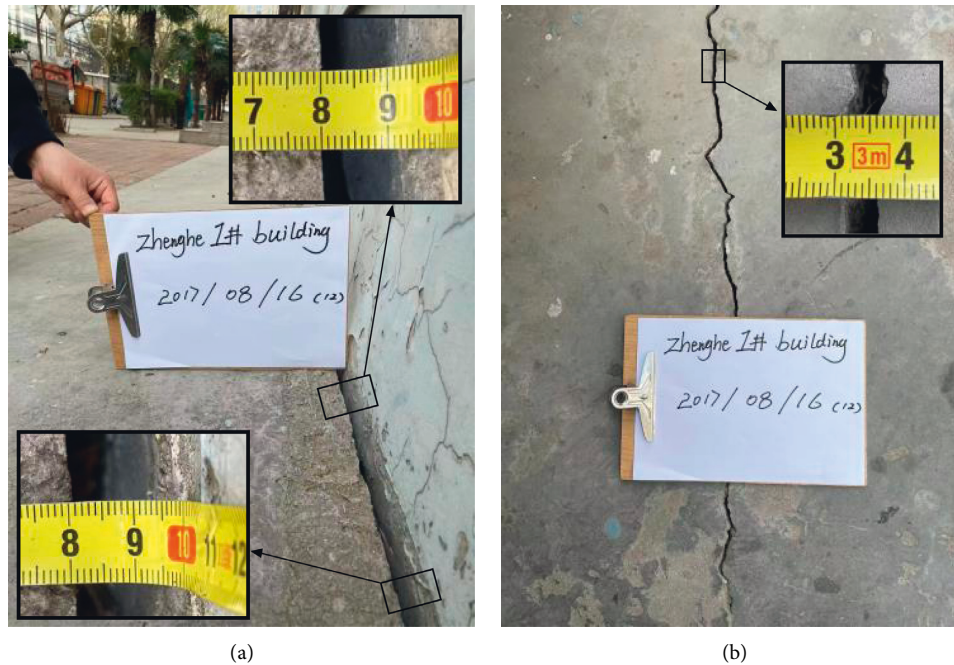 7 8 9 10
Zhenghe 1# building
2017/08/16 (12)
8 9 10 11 12
(a)
3 3m 4
Zhenghe 1# building
2017/08/16 (12)
(b)